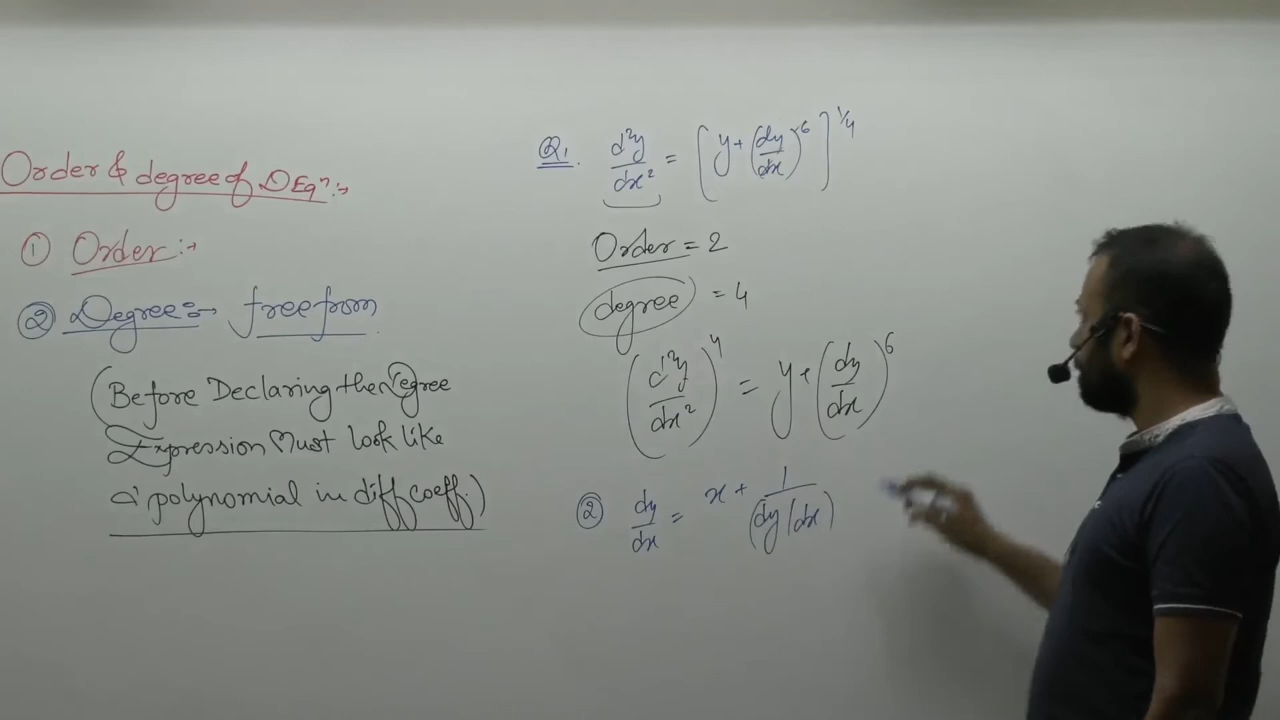 Order & degree of DEqn:-
① Order:-
② Degree:- free from
(Before Declaring the degree
Expression Must look like
a polynomial in diff coeff.)
Q1. d²y/dx² = [y + (dy/dx)⁶]^1/4
Order = 2
degree = 4
(d²y/dx²)⁴ = y + (dy/dx)⁶
② dy/dx = x + 1/(dy/dx)